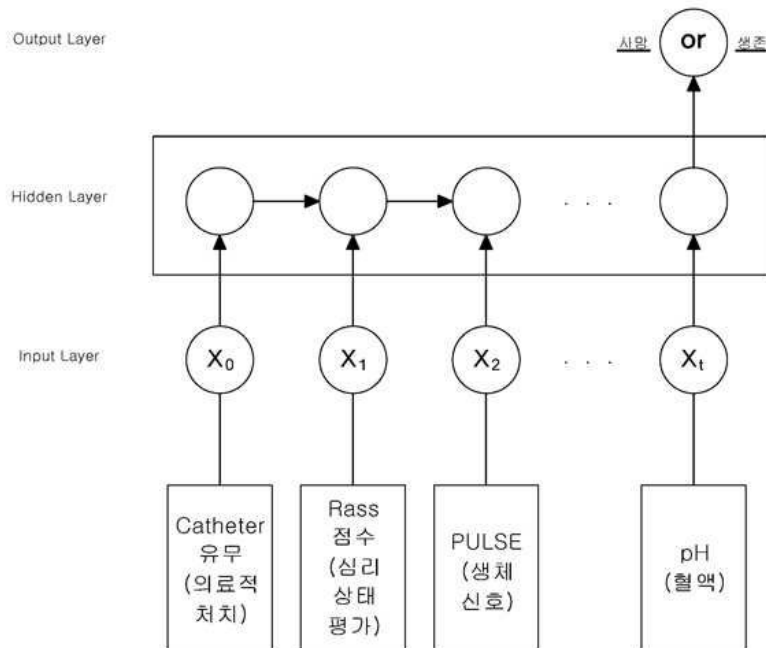 Output Layer
사망 or 생존
Hidden Layer
. . .
Input Layer
X₀ X₁ X₂ . . . Xₜ
Catheter
유무
(의료적
처치)
Rass
점수
(심리
상태
평가)
PULSE
(생체
신호)
pH
(혈액)